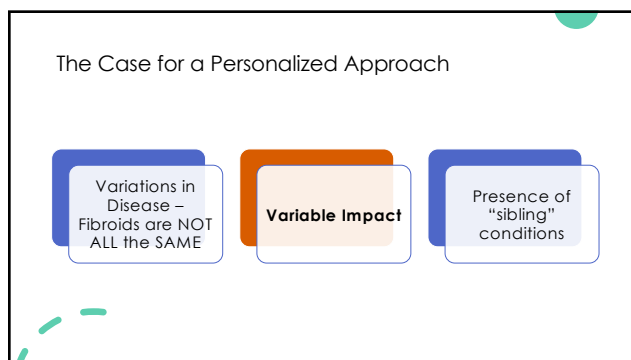 The Case for a Personalized Approach
Variations in
Disease –
Fibroids are NOT
ALL the SAME
Variable Impact
Presence of
“sibling”
conditions